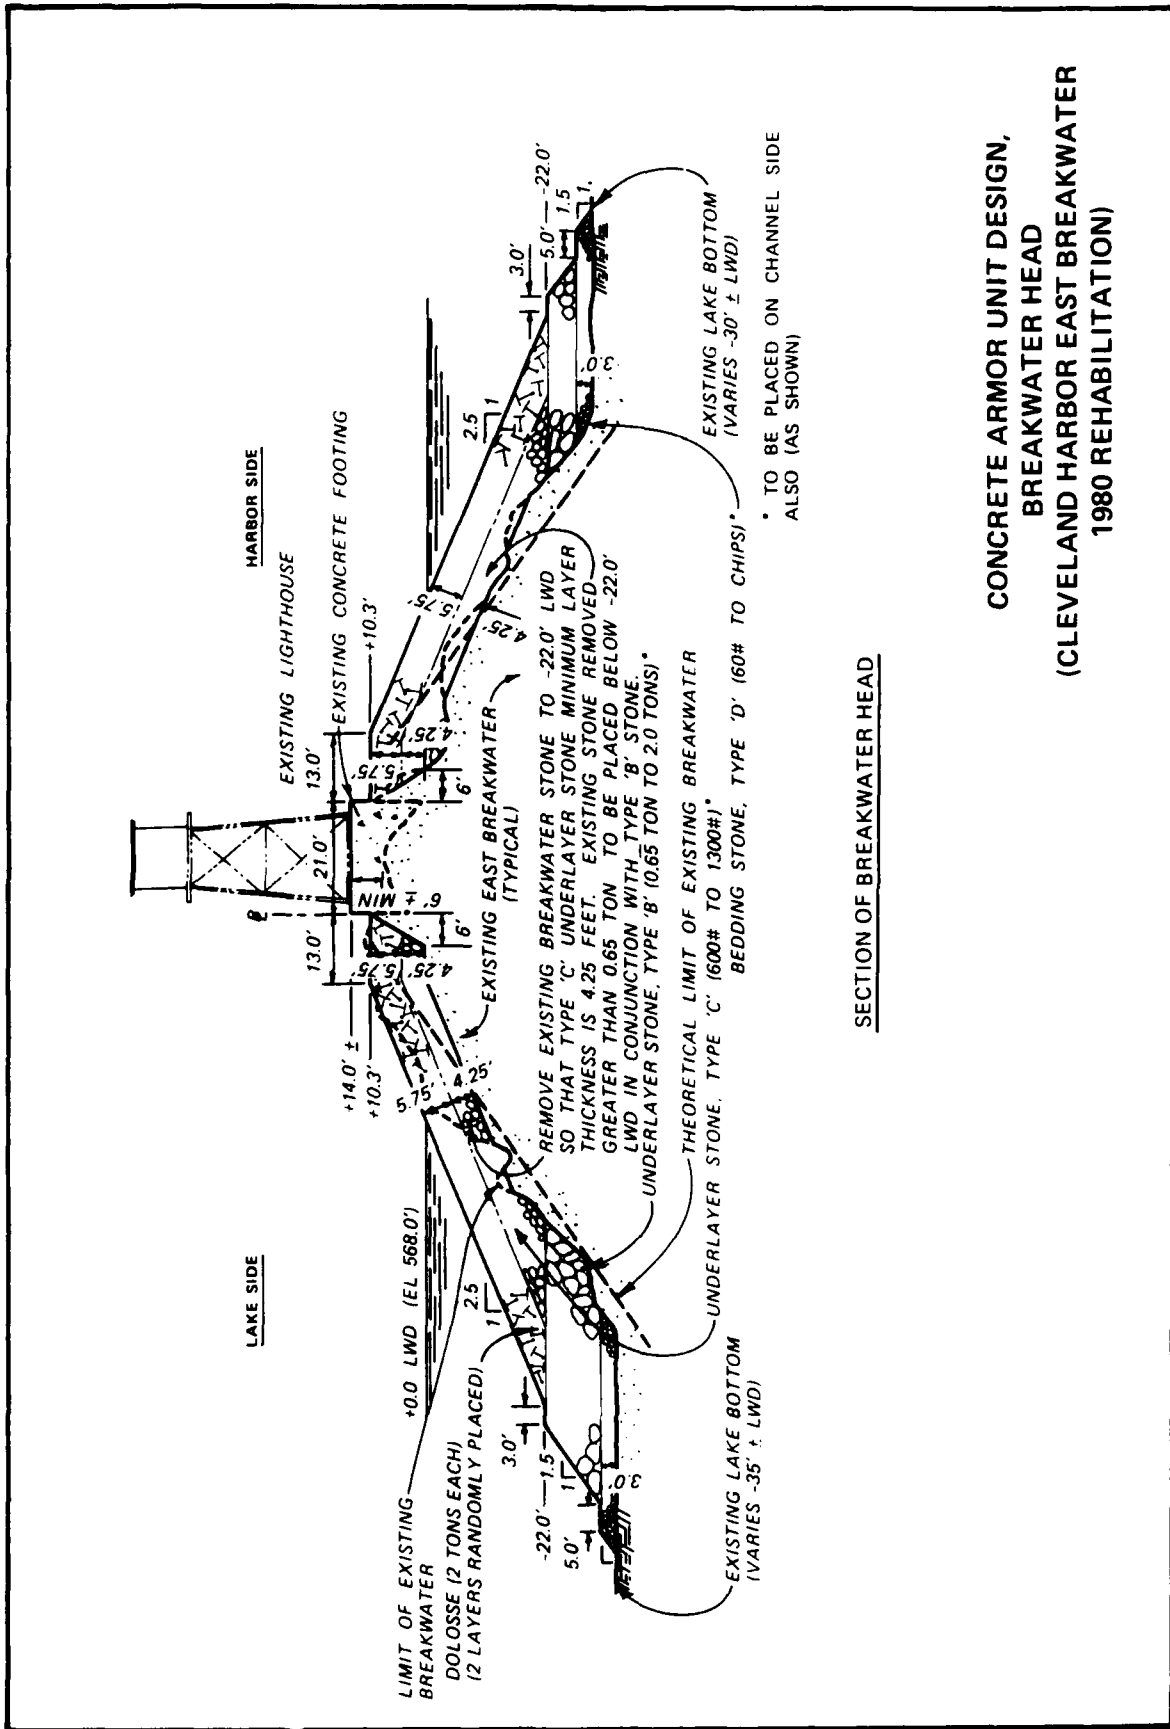 LAKE SIDE
HARBOR SIDE
EXISTING LIGHTHOUSE
EXISTING CONCRETE FOOTING
13.0'
21.0'
13.0'
+14.0' ±
+10.3'
+10.3'
6' ±
MIN
5.75'
4.25'
5.75'
4.25'
6'
6'
+0.0 LWD (EL 568.0')
5.75'
4.25'
5.75'
4.25'
LIMIT OF EXISTING
BREAKWATER
DOLOSSE (2 TONS EACH)
(2 LAYERS RANDOMLY PLACED)
2.5
1
2.5
1
3.0'
-22.0'
1.5
1
5.0'
3.0'
3.0'
5.0'
-22.0'
1.5
1.
3.0'
EXISTING EAST BREAKWATER
(TYPICAL)
REMOVE EXISTING BREAKWATER STONE TO -22.0' LWD
SO THAT TYPE 'C' UNDERLAYER STONE MINIMUM LAYER
THICKNESS IS 4.25 FEET. EXISTING STONE REMOVED
GREATER THAN 0.65 TON TO BE PLACED BELOW -22.0'
LWD IN CONJUNCTION WITH TYPE 'B' STONE.
UNDERLAYER STONE, TYPE 'B' (0.65 TON TO 2.0 TONS)*
THEORETICAL LIMIT OF EXISTING BREAKWATER
UNDERLAYER STONE, TYPE 'C' (600# TO 1300#)*
BEDDING STONE, TYPE 'D' (60# TO CHIPS)*
EXISTING LAKE BOTTOM
(VARIES -35' ± LWD)
EXISTING LAKE BOTTOM
(VARIES -30' ± LWD)
* TO BE PLACED ON CHANNEL SIDE
ALSO (AS SHOWN)
SECTION OF BREAKWATER HEAD
CONCRETE ARMOR UNIT DESIGN,
BREAKWATER HEAD
(CLEVELAND HARBOR EAST BREAKWATER
1980 REHABILITATION)